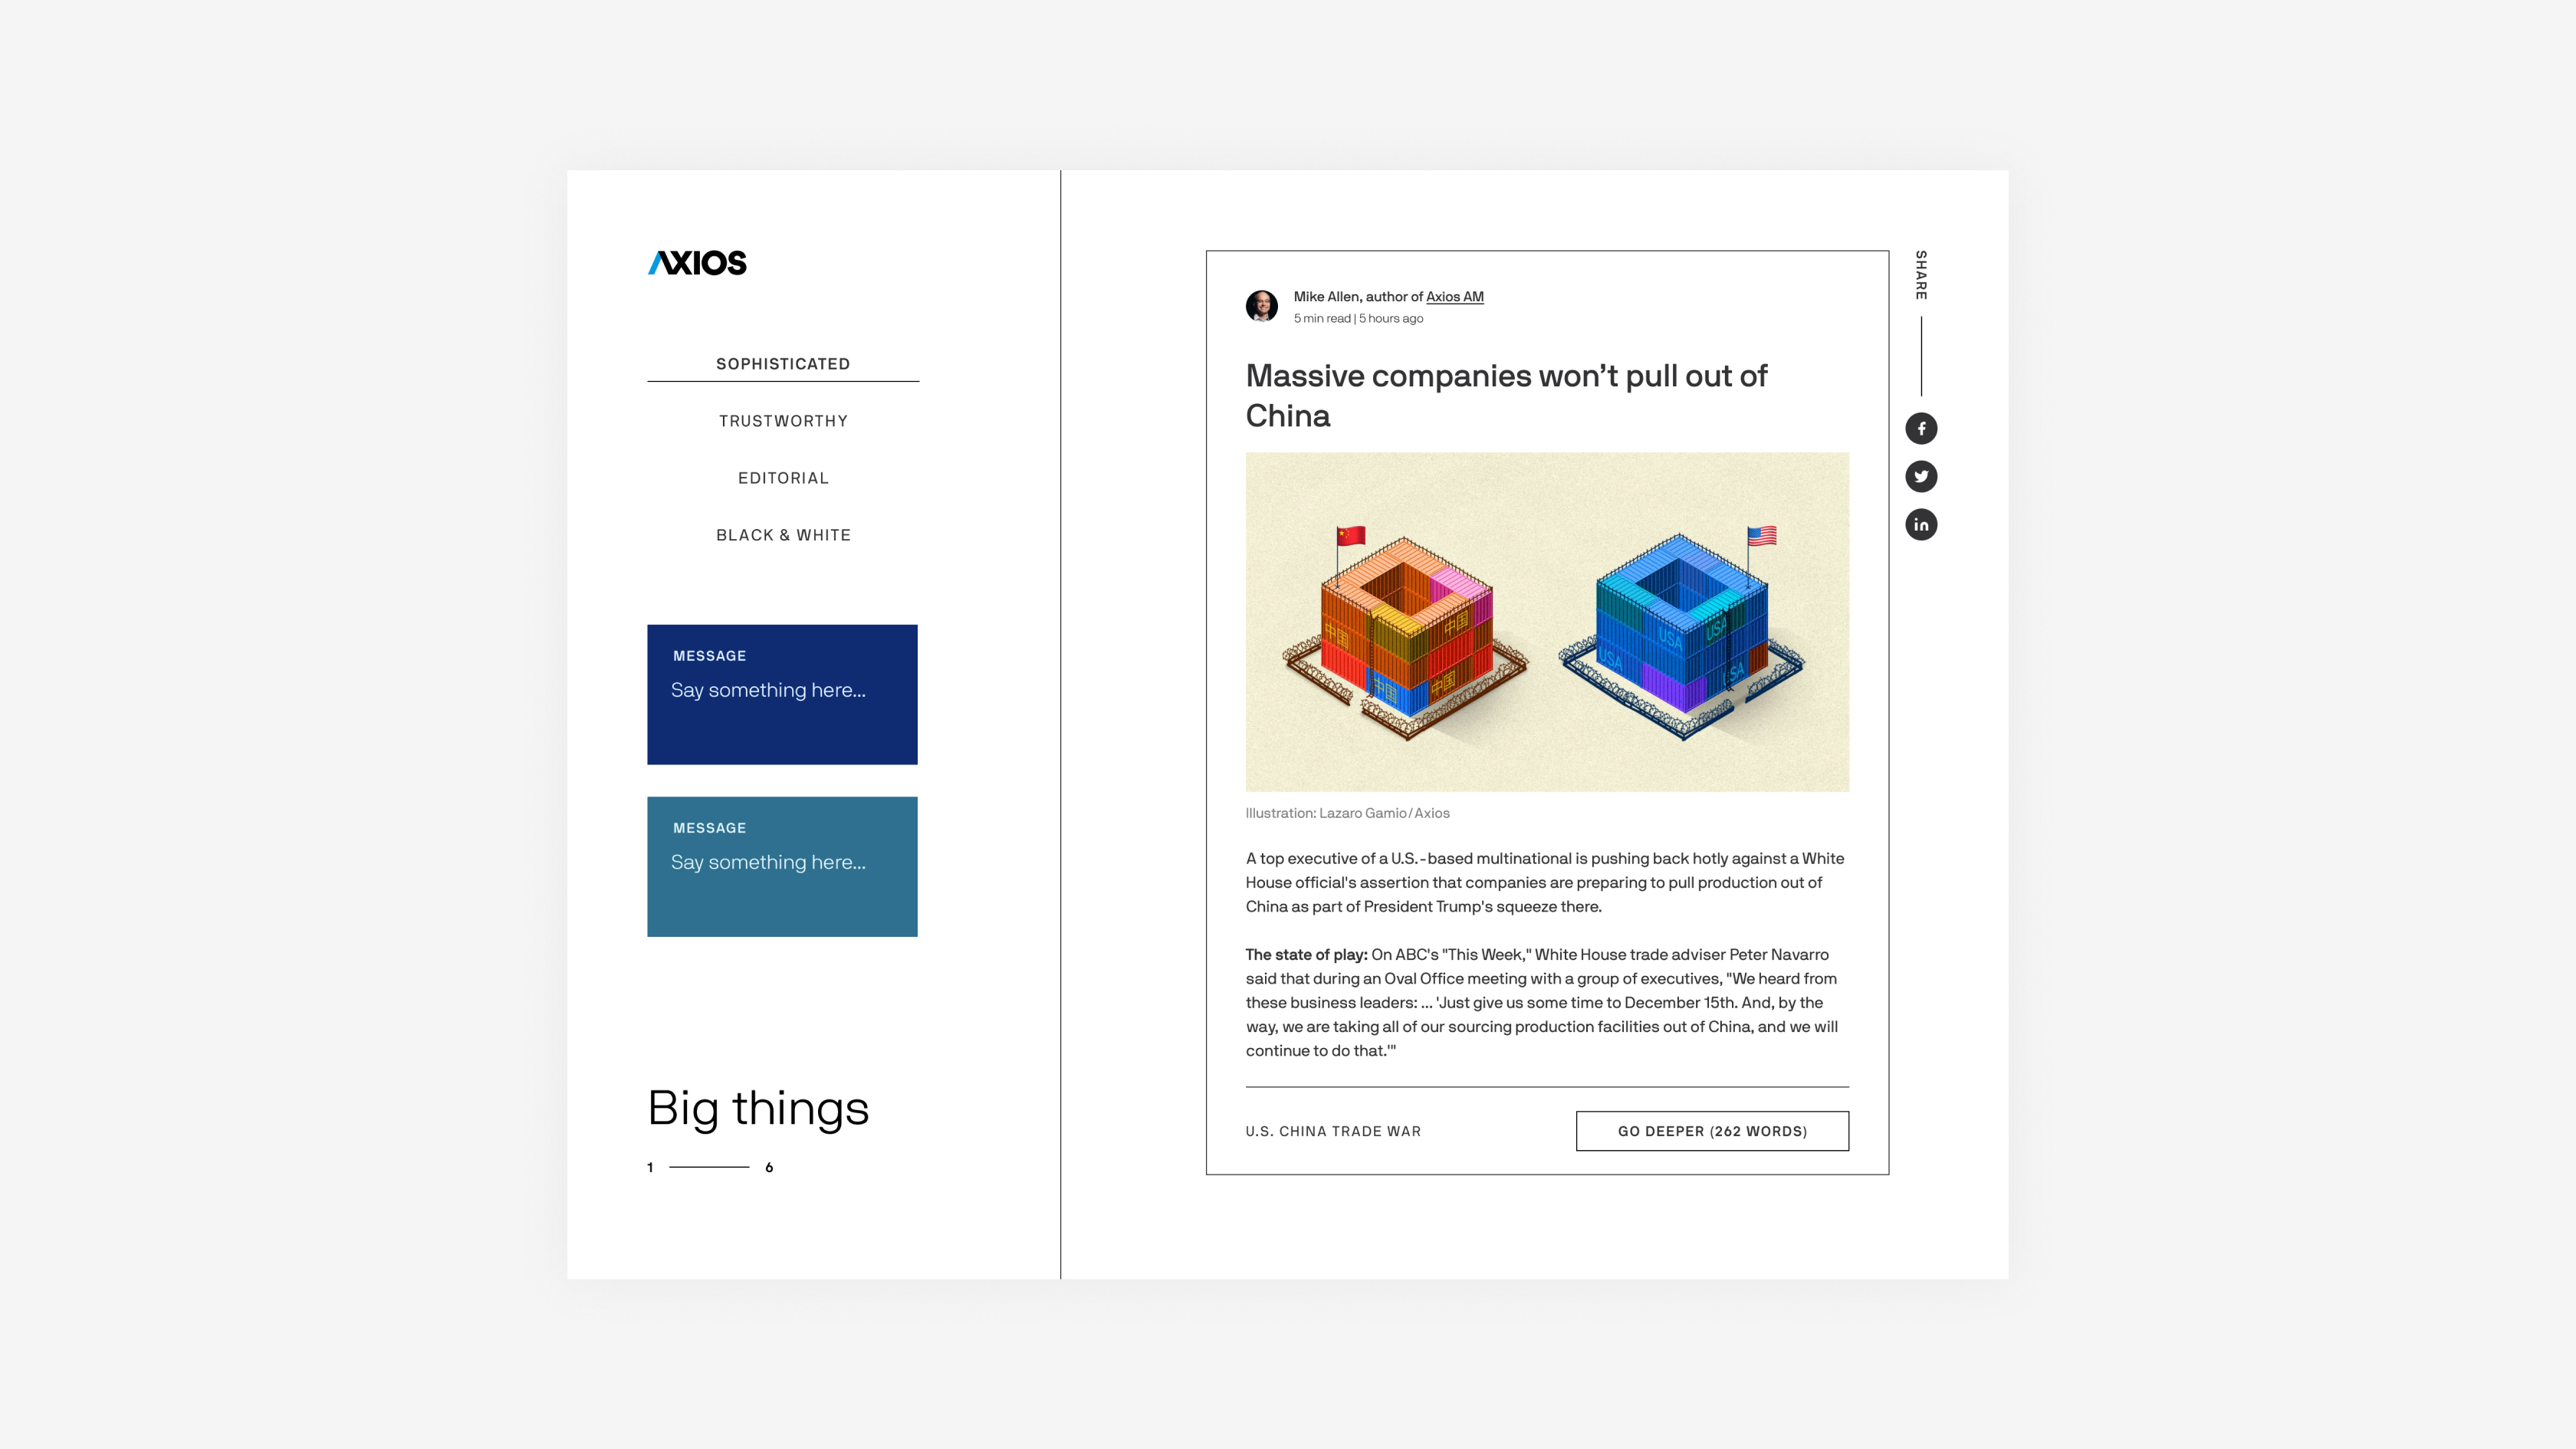 AXIOS
SOPHISTICATED
TRUSTWORTHY
EDITORIAL
BLACK & WHITE
MESSAGE
Say something here...
MESSAGE
Say something here...
Big things
1
6
Mike Allen, author of Axios AM
5 min read | 5 hours ago
Massive companies won’t pull out of
China
中国
中国
中国
中国
USA
USA
USA
USA
Illustration: Lazaro Gamio/Axios
A top executive of a U.S.-based multinational is pushing back hotly against a White
House official's assertion that companies are preparing to pull production out of
China as part of President Trump's squeeze there.
The state of play: On ABC's "This Week," White House trade adviser Peter Navarro
said that during an Oval Office meeting with a group of executives, "We heard from
these business leaders: ... 'Just give us some time to December 15th. And, by the
way, we are taking all of our sourcing production facilities out of China, and we will
continue to do that.'"
U.S. CHINA TRADE WAR
GO DEEPER (262 WORDS)
SHARE
f
in